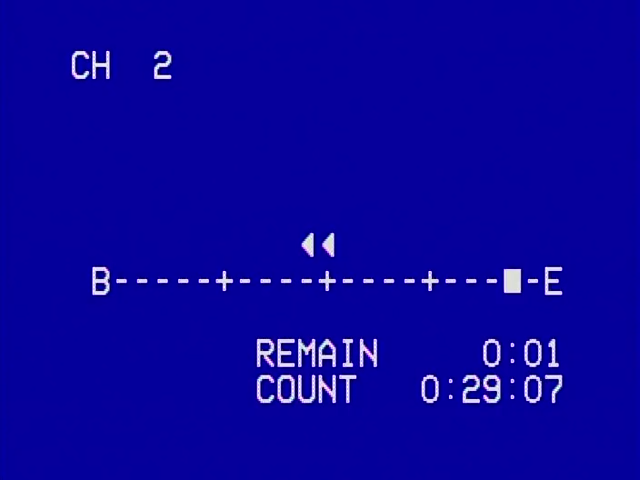 CH 2
B-----+----+----+---■-E
REMAIN 0:01
COUNT 0:29:07